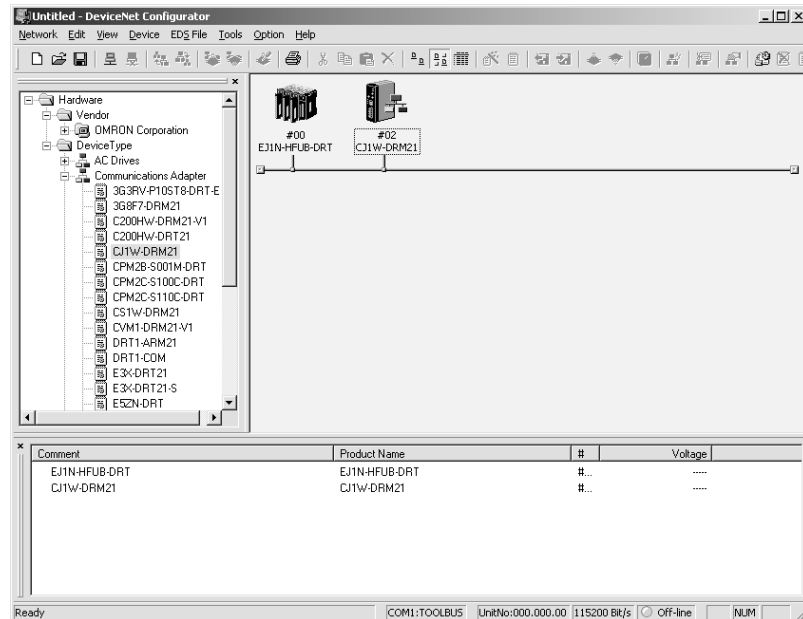 Untitled - DeviceNet Configurator
Network Edit View Device EDS File Tools Option Help
Hardware
Vendor
OMRON Corporation
DeviceType
AC Drives
Communications Adapter
3G3RV-P10ST8-DRT-E
3G8F7-DRM21
C200HW-DRM21-V1
C200HW-DRT21
CJ1W-DRM21
CPM2B-S001M-DRT
CPM2C-S100C-DRT
CPM2C-S110C-DRT
CS1W-DRM21
CVM1-DRM21-V1
DRT1-ARM21
DRT1-COM
E3X-DRT21
E3X-DRT21-S
E5ZN-DRT
#00
EJ1N-HFUB-DRT
#02
CJ1W-DRM21
Comment Product Name # Voltage
EJ1N-HFUB-DRT EJ1N-HFUB-DRT #... -----
CJ1W-DRM21 CJ1W-DRM21 #... -----
Ready COM1:TOOLBUS UnitNo:000.000.00 115200 Bit/s Off-line NUM